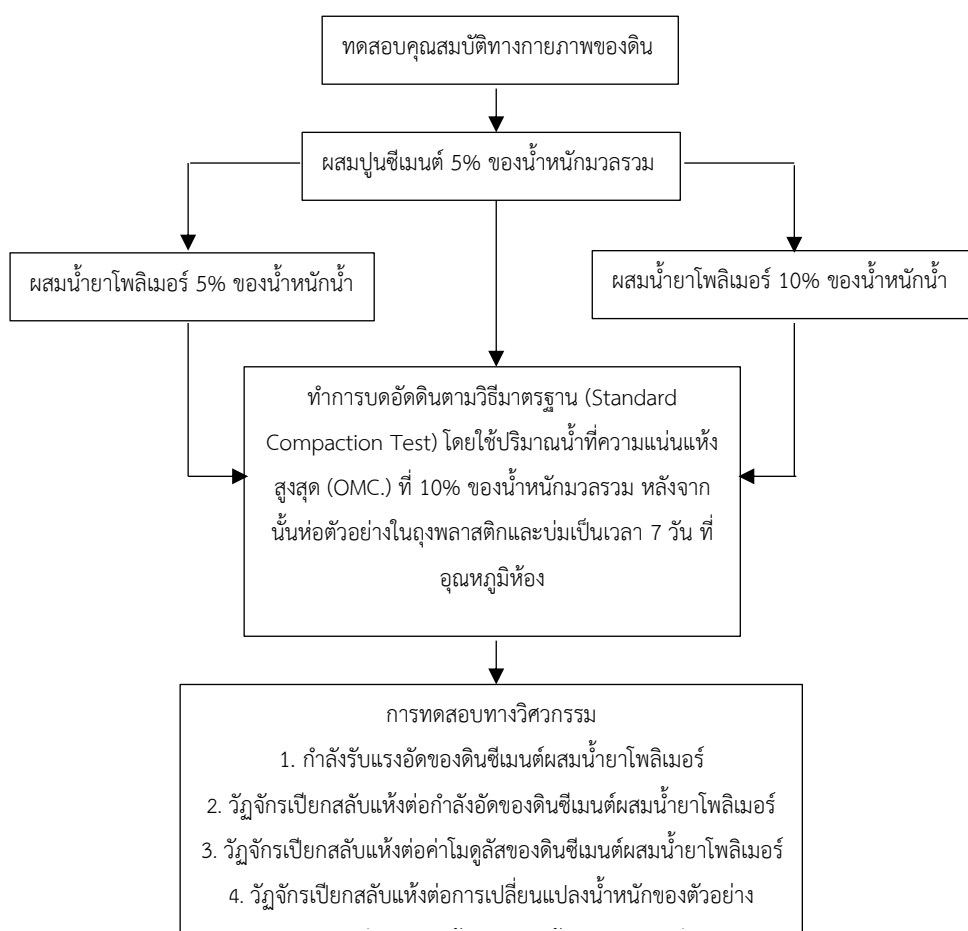 ทดสอบคุณสมบัติทางกายภาพของดิน
ผสมปูนซีเมนต์ 5% ของน้ำหนักมวลรวม
ผสมน้ำยาโพลิเมอร์ 5% ของน้ำหนักน้ำ
ผสมน้ำยาโพลิเมอร์ 10% ของน้ำหนักน้ำ
ทำการบดอัดดินตามวิธีมาตรฐาน (Standard
Compaction Test) โดยใช้ปริมาณน้ำที่ความแน่นแห้ง
สูงสุด (OMC.) ที่ 10% ของน้ำหนักมวลรวม หลังจาก
นั้นห่อตัวอย่างในถุงพลาสติกและบ่มเป็นเวลา 7 วัน ที่
อุณหภูมิห้อง
การทดสอบทางวิศวกรรม
1. กำลังรับแรงอัดของดินซีเมนต์ผสมน้ำยาโพลิเมอร์
2. วัฏจักรเปียกสลับแห้งต่อกำลังอัดของดินซีเมนต์ผสมน้ำยาโพลิเมอร์
3. วัฏจักรเปียกสลับแห้งต่อค่าโมดูลัสของดินซีเมนต์ผสมน้ำยาโพลิเมอร์
4. วัฏจักรเปียกสลับแห้งต่อการเปลี่ยนแปลงน้ำหนักของตัวอย่าง